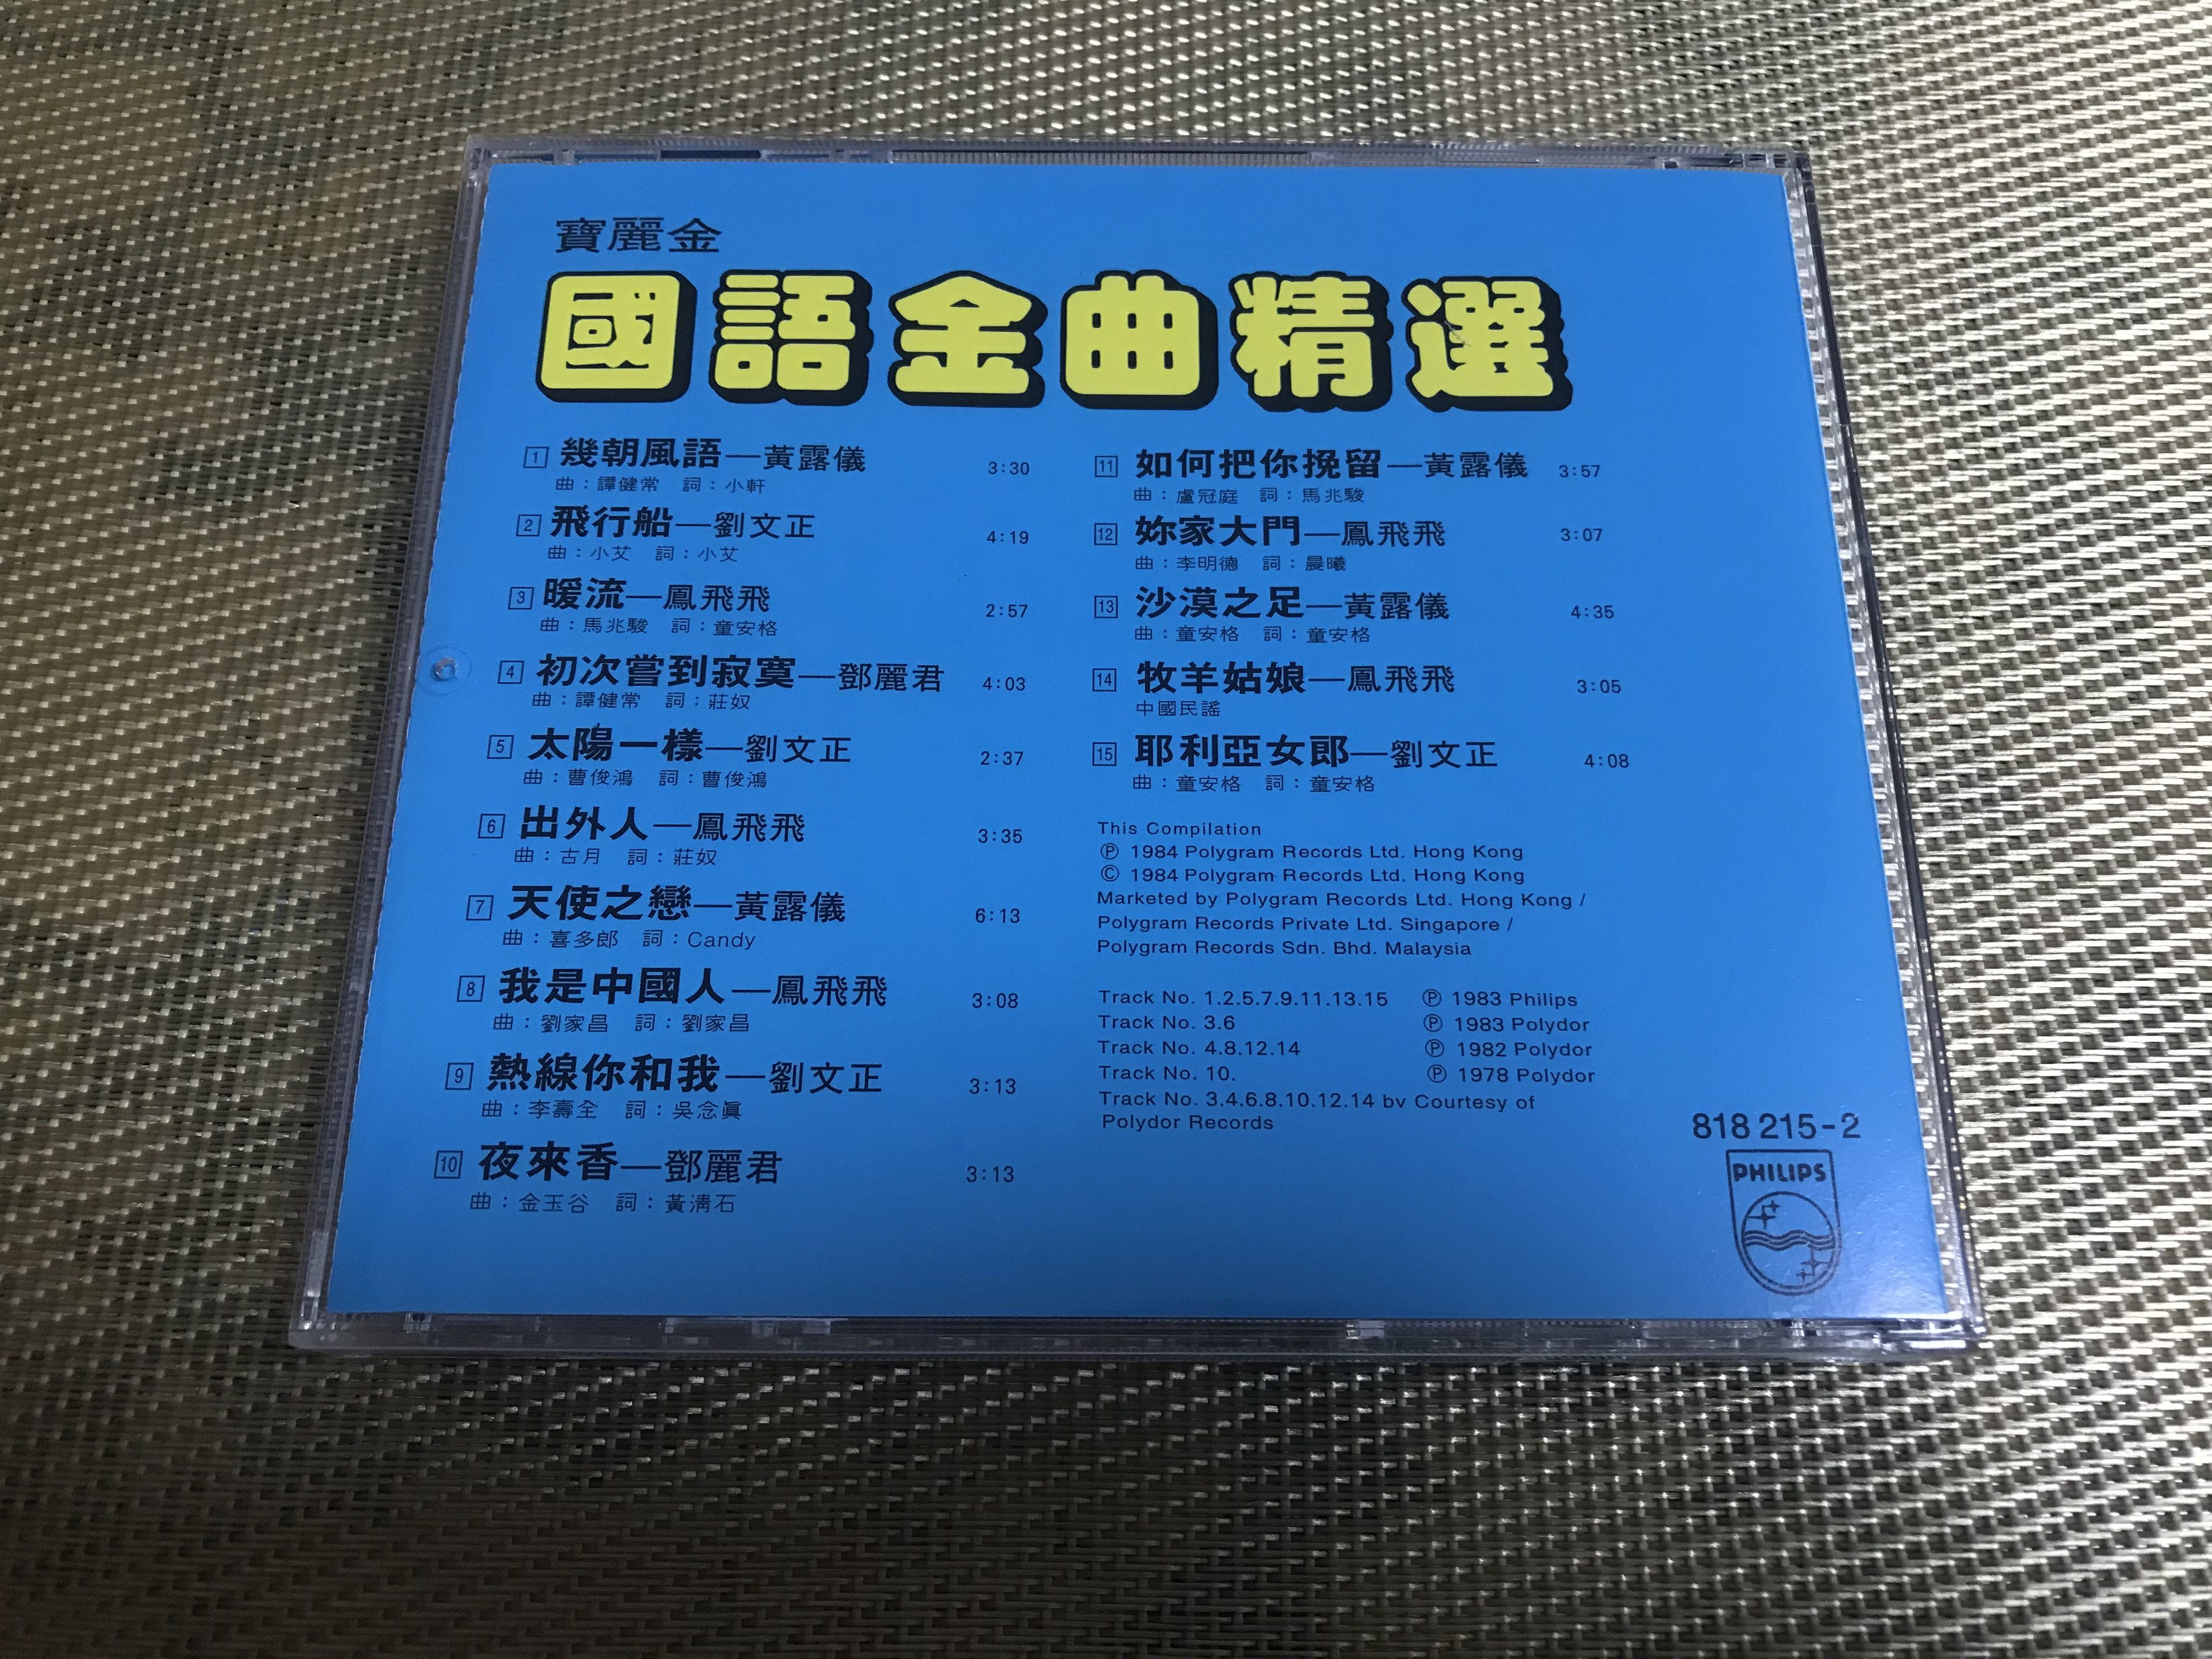 寶麗金
國語金曲精選
1 幾朝風語—黃露儀 3:30
曲：譚健常 詞：小軒
2 飛行船—劉文正 4:19
曲：小艾 詞：小艾
3 暖流—鳳飛飛 2:57
曲：馬兆駿 詞：童安格
4 初次嘗到寂寞—鄧麗君 4:03
曲：譚健常 詞：莊奴
5 太陽一樣—劉文正 2:37
曲：曹俊鴻 詞：曹俊鴻
6 出外人—鳳飛飛 3:35
曲：古月 詞：莊奴
7 天使之戀—黃露儀 6:13
曲：喜多郎 詞：Candy
8 我是中國人—鳳飛飛 3:08
曲：劉家昌 詞：劉家昌
9 熱線你和我—劉文正 3:13
曲：李壽全 詞：吳念眞
10 夜來香—鄧麗君 3:13
曲：金玉谷 詞：黃清石
11 如何把你挽留—黃露儀 3:57
曲：盧冠庭 詞：馬兆駿
12 妳家大門—鳳飛飛 3:07
曲：李明德 詞：晨曦
13 沙漠之足—黃露儀 4:35
曲：童安格 詞：童安格
14 牧羊姑娘—鳳飛飛 3:05
中國民謠
15 耶利亞女郎—劉文正 4:08
曲：童安格 詞：童安格
This Compilation
Ⓟ 1984 Polygram Records Ltd. Hong Kong
© 1984 Polygram Records Ltd. Hong Kong
Marketed by Polygram Records Ltd. Hong Kong /
Polygram Records Private Ltd. Singapore /
Polygram Records Sdn. Bhd. Malaysia
Track No. 1.2.5.7.9.11.13.15 Ⓟ 1983 Philips
Track No. 3.6 Ⓟ 1983 Polydor
Track No. 4.8.12.14 Ⓟ 1982 Polydor
Track No. 10. Ⓟ 1978 Polydor
Track No. 3.4.6.8.10.12.14 bv Courtesy of
Polydor Records
818 215-2
PHILIPS